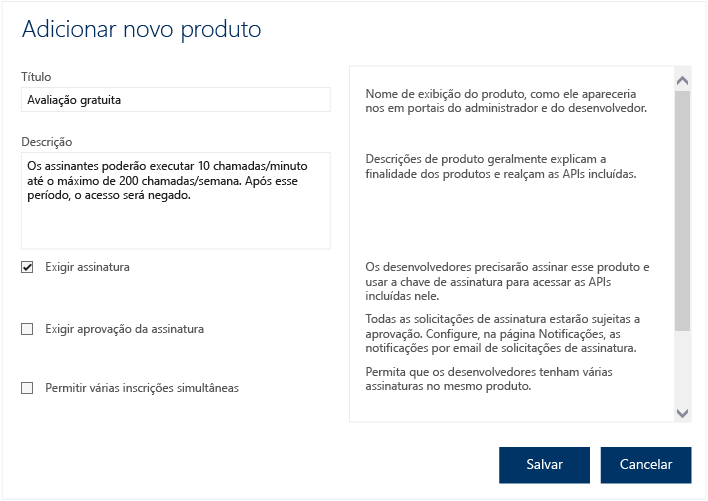 Adicionar novo produto
Título
Avaliação gratuita
Nome de exibição do produto, como ele apareceria
nos em portais do administrador e do desenvolvedor.
Descrição
Os assinantes poderão executar 10 chamadas/minuto
até o máximo de 200 chamadas/semana. Após esse
período, o acesso será negado.
Descrições de produto geralmente explicam a
finalidade dos produtos e realçam as APIs incluídas.
Exigir assinatura
Os desenvolvedores precisarão assinar esse produto e
usar a chave de assinatura para acessar as APIs
incluídas nele.
Exigir aprovação da assinatura
Todas as solicitações de assinatura estarão sujeitas a
aprovação. Configure, na página Notificações, as
notificações por email de solicitações de assinatura.
Permitir várias inscrições simultâneas
Permita que os desenvolvedores tenham várias
assinaturas no mesmo produto.
Salvar
Cancelar